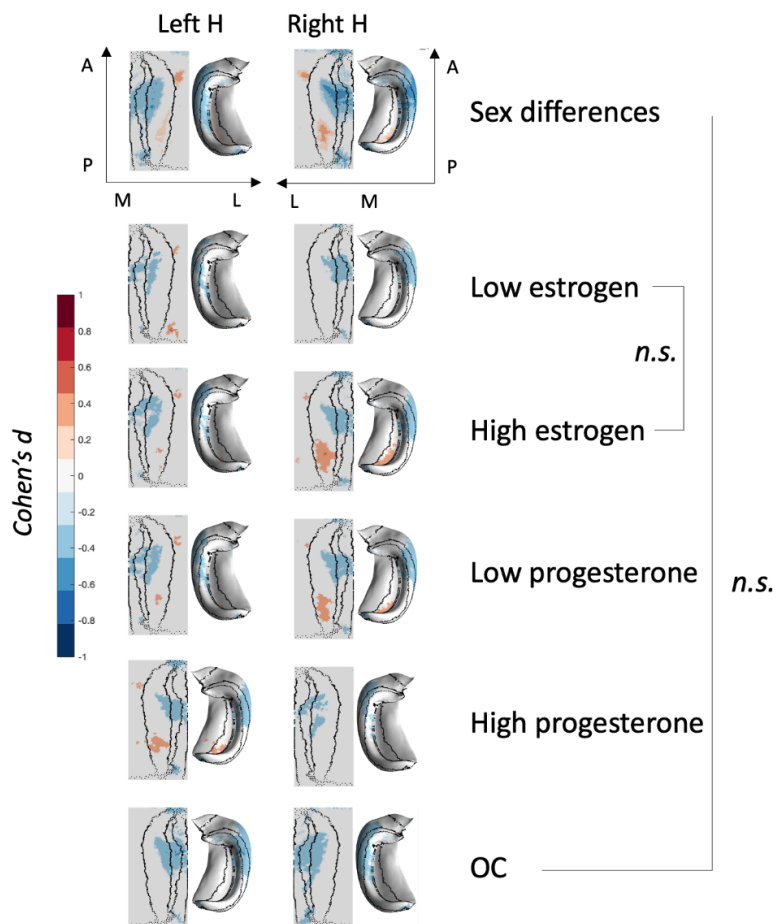 Left H
Right H
A
A
P
P
M
L
L
M
Sex differences
Low estrogen
n.s.
High estrogen
Low progesterone
n.s.
High progesterone
OC
Cohen's d
1
0.8
0.6
0.4
0.2
0
-0.2
-0.4
-0.6
-0.8
-1